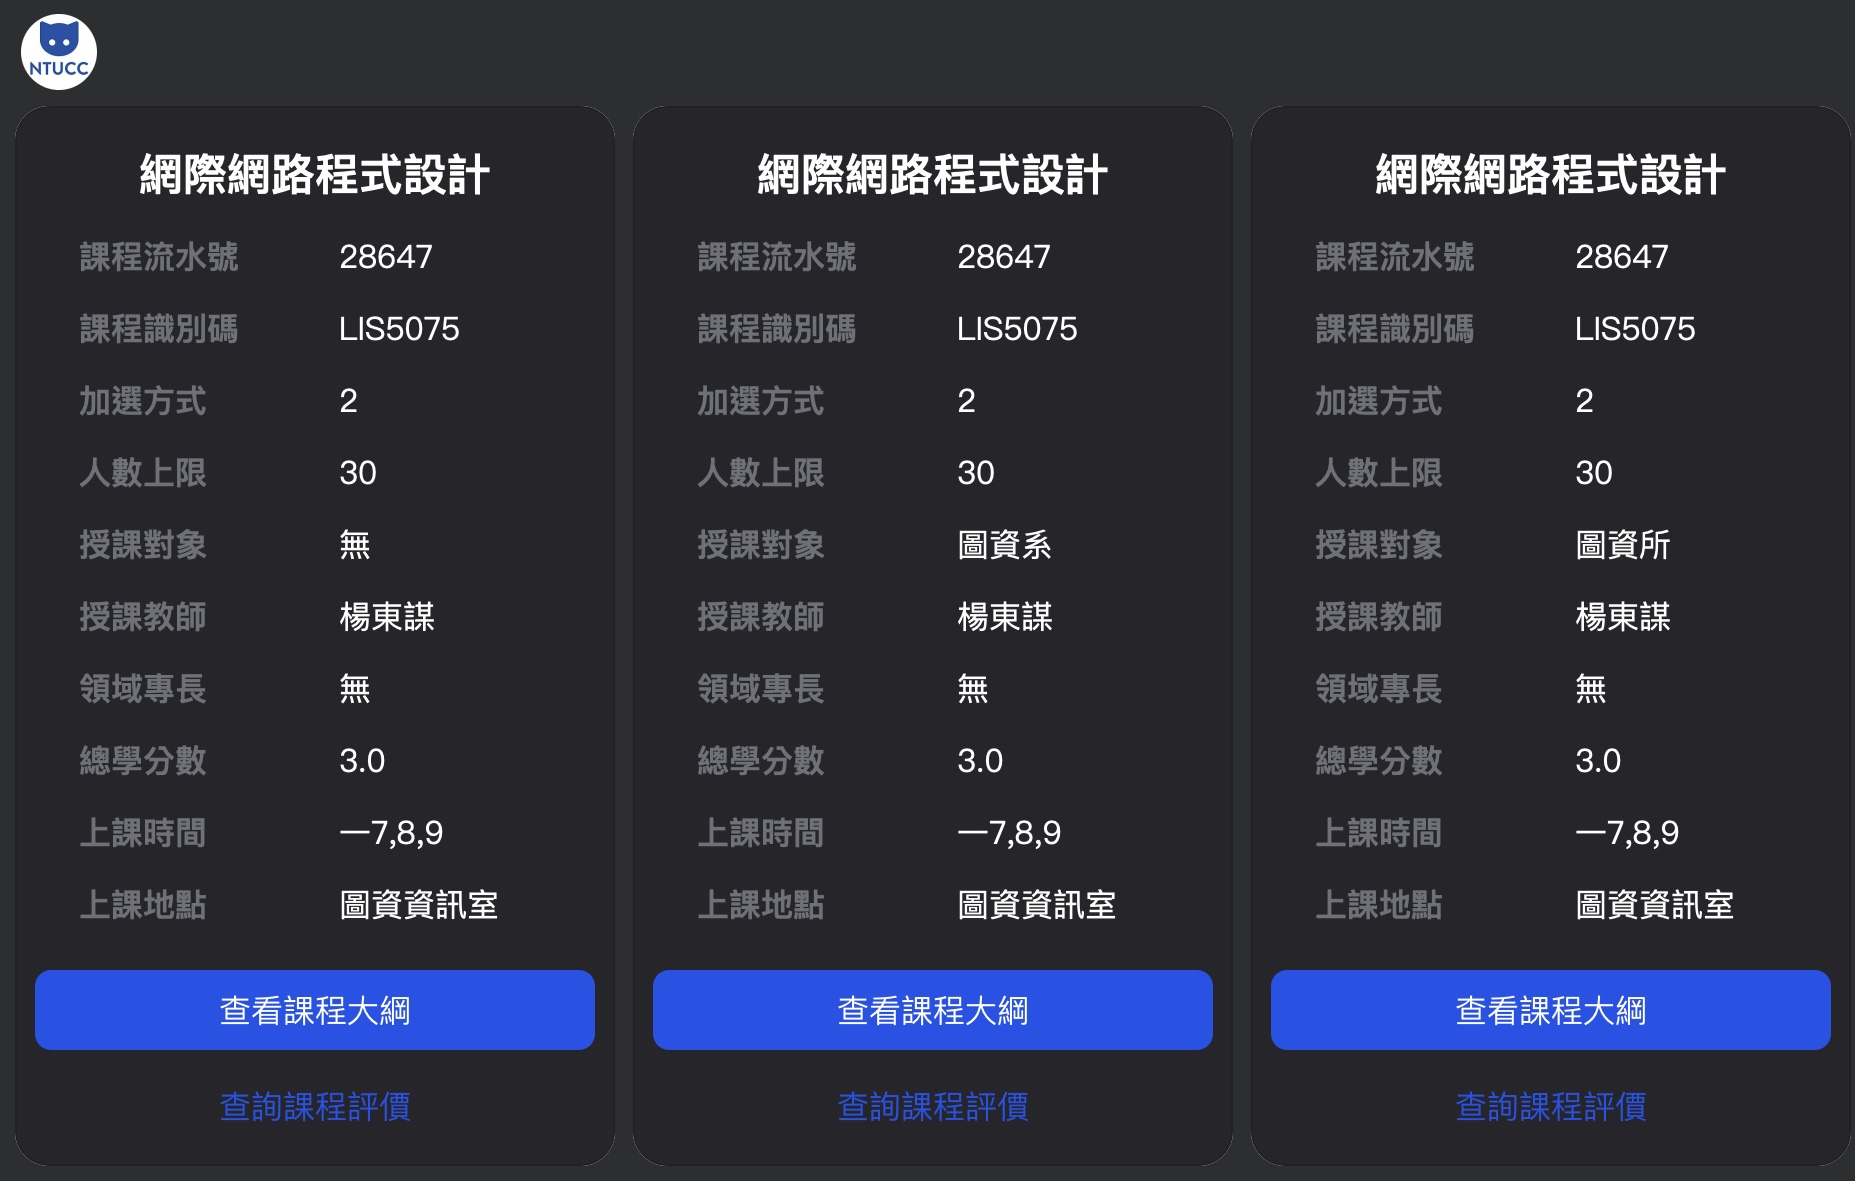 NTUCC
網際網路程式設計
課程流水號 28647
課程識別碼 LIS5075
加選方式 2
人數上限 30
授課對象 無
授課教師 楊東謀
領域專長 無
總學分數 3.0
上課時間 一7,8,9
上課地點 圖資資訊室
查看課程大綱
查詢課程評價
網際網路程式設計
課程流水號 28647
課程識別碼 LIS5075
加選方式 2
人數上限 30
授課對象 圖資系
授課教師 楊東謀
領域專長 無
總學分數 3.0
上課時間 一7,8,9
上課地點 圖資資訊室
查看課程大綱
查詢課程評價
網際網路程式設計
課程流水號 28647
課程識別碼 LIS5075
加選方式 2
人數上限 30
授課對象 圖資所
授課教師 楊東謀
領域專長 無
總學分數 3.0
上課時間 一7,8,9
上課地點 圖資資訊室
查看課程大綱
查詢課程評價